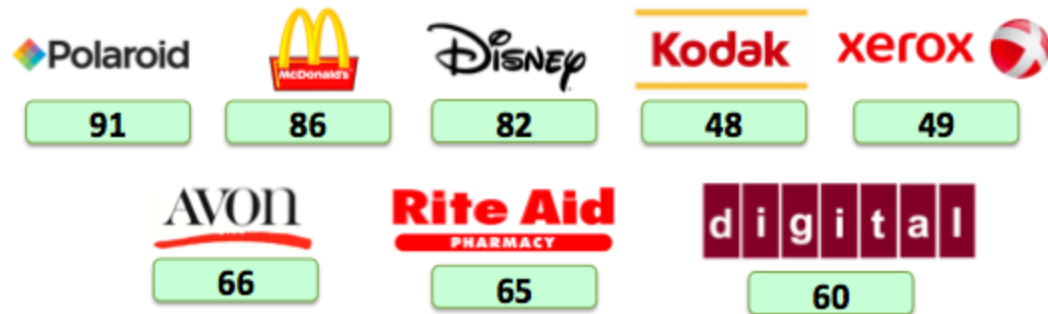 Polaroid
McDonald's
Disney
Kodak
xerox
91
86
82
48
49
AVON
Rite Aid
PHARMACY
digital
66
65
60